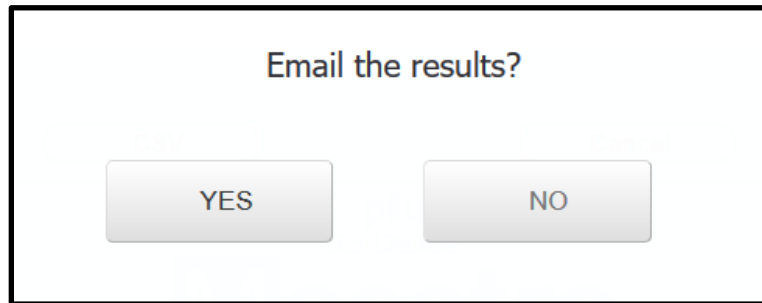 Email the results?
YES NO